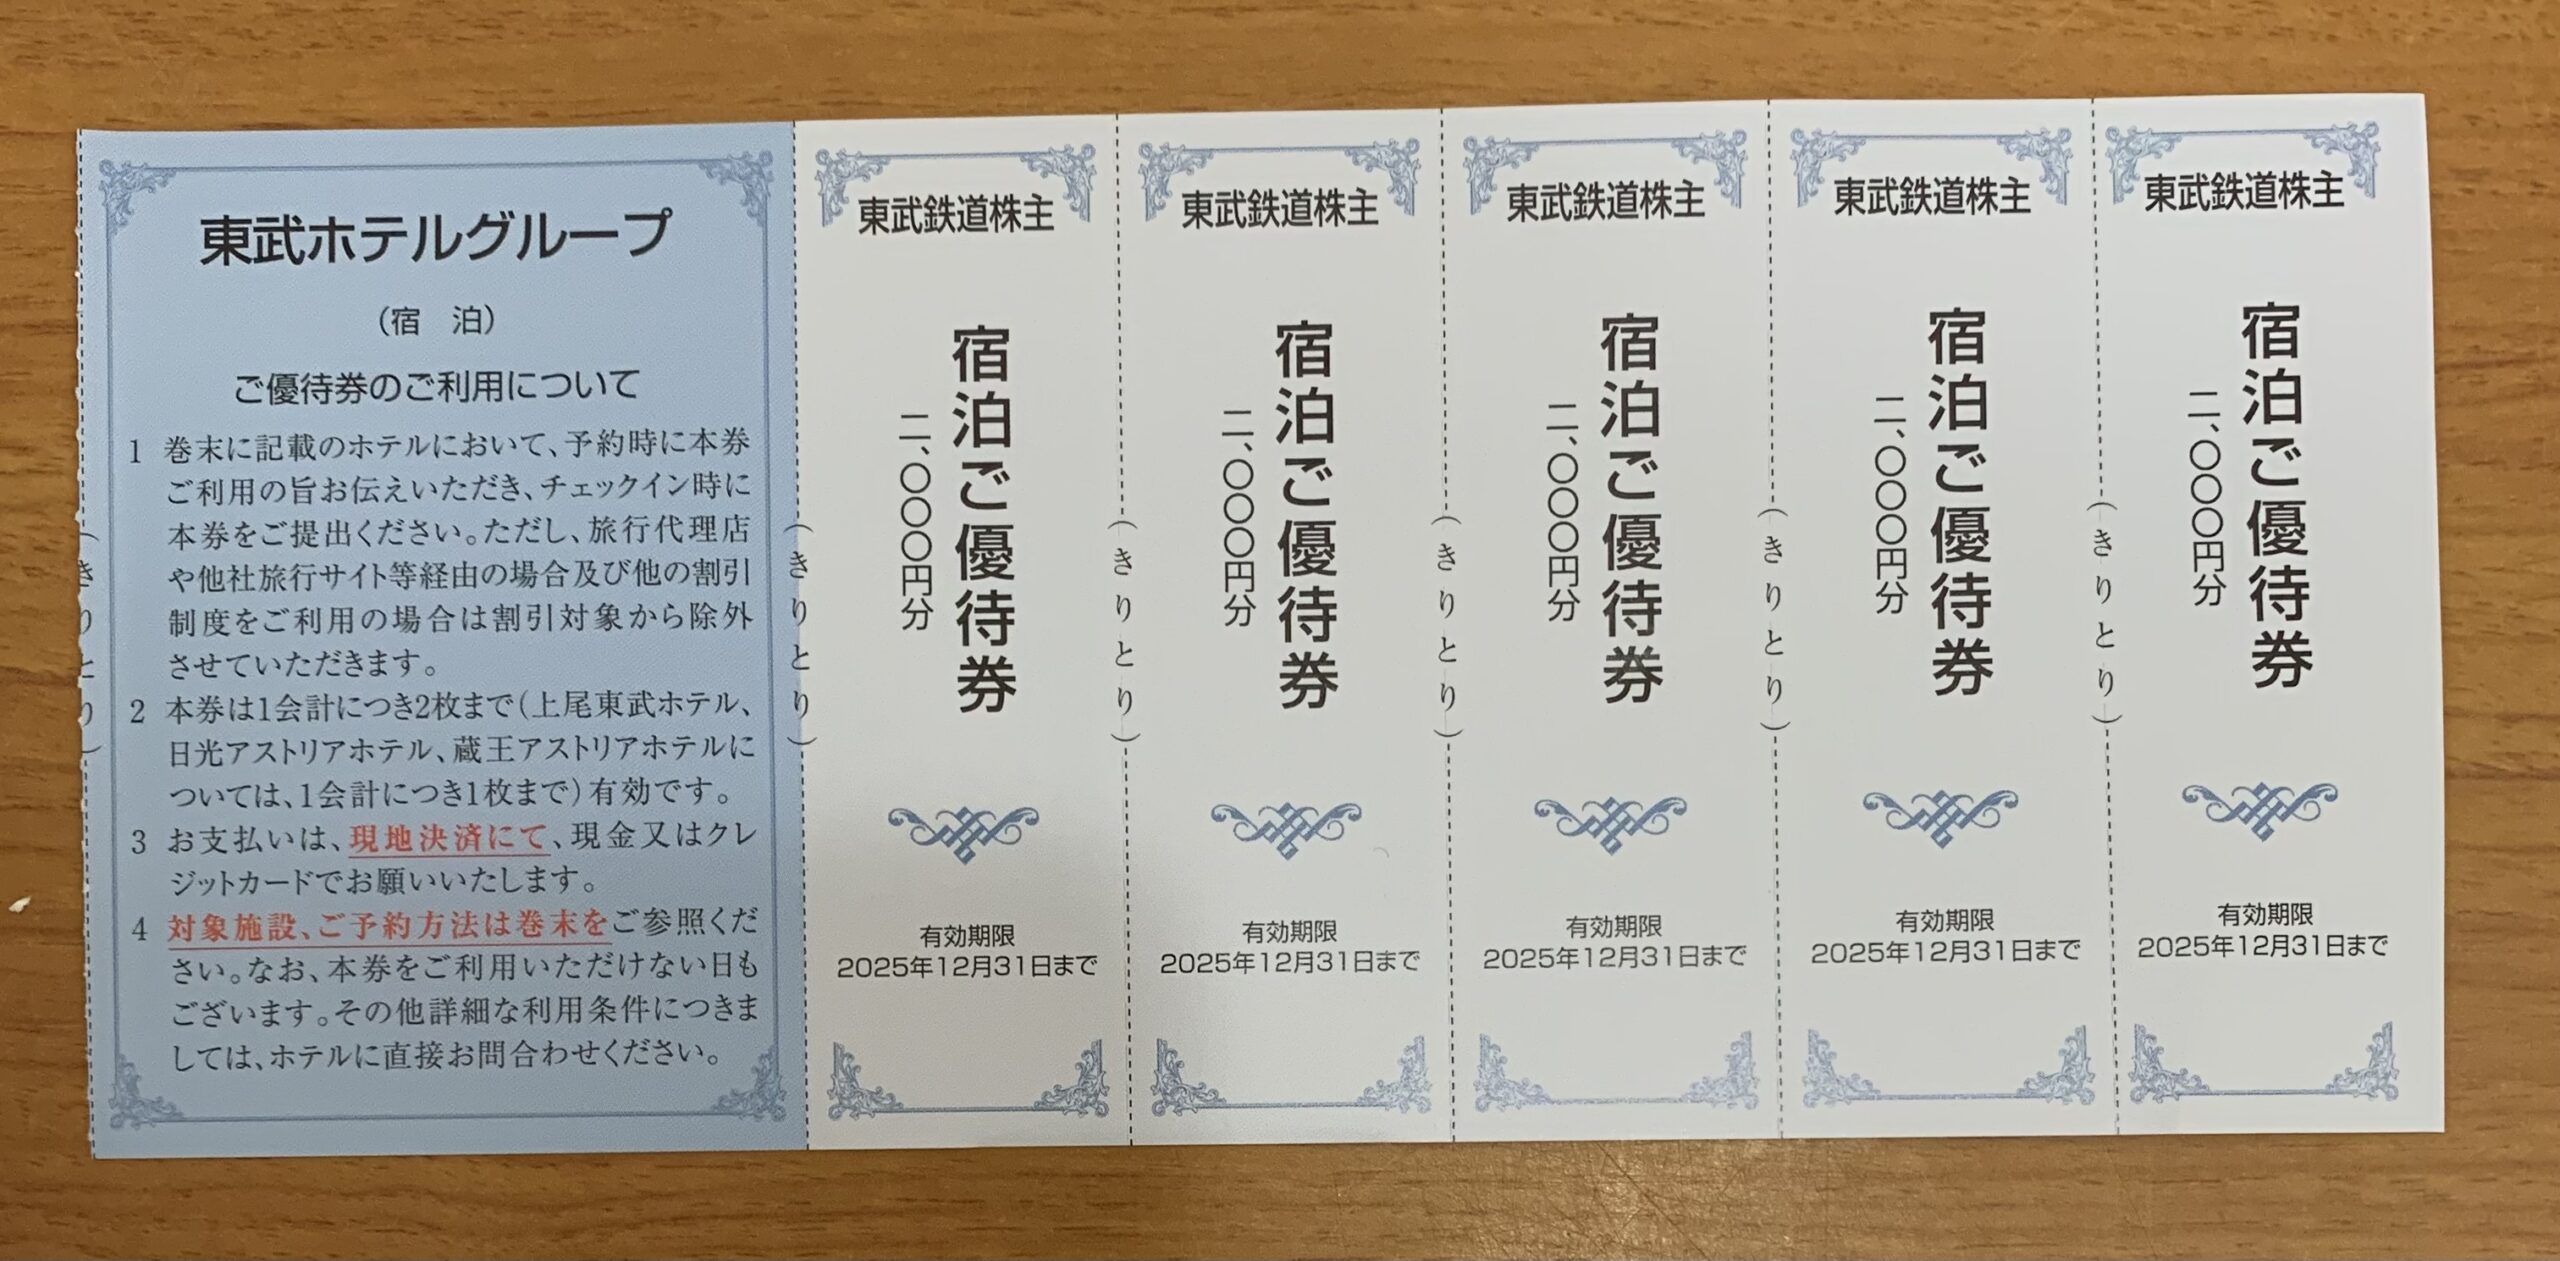 東武ホテルグループ
（宿　泊）
ご優待券のご利用について
1 巻末に記載のホテルにおいて、予約時に本券
ご利用の旨お伝えいただき、チェックイン時に
本券をご提出ください。ただし、旅行代理店
や他社旅行サイト等経由の場合及び他の割引
制度をご利用の場合は割引対象から除外
させていただきます。
2 本券は1会計につき2枚まで（上尾東武ホテル、
日光アストリアホテル、蔵王アストリアホテルに
ついては、1会計につき1枚まで）有効です。
3 お支払いは、現地決済にて、現金又はクレ
ジットカードでお願いいたします。
4 対象施設、ご予約方法は巻末をご参照くだ
さい。なお、本券をご利用いただけない日も
ございます。その他詳細な利用条件につきま
しては、ホテルに直接お問合わせください。
（きりとり）
（きりとり）
東武鉄道株主
宿泊ご優待券
二、〇〇〇円分
有効期限
2025年12月31日まで
（きりとり）
東武鉄道株主
宿泊ご優待券
二、〇〇〇円分
有効期限
2025年12月31日まで
（きりとり）
東武鉄道株主
宿泊ご優待券
二、〇〇〇円分
有効期限
2025年12月31日まで
（きりとり）
東武鉄道株主
宿泊ご優待券
二、〇〇〇円分
有効期限
2025年12月31日まで
（きりとり）
東武鉄道株主
宿泊ご優待券
二、〇〇〇円分
有効期限
2025年12月31日まで